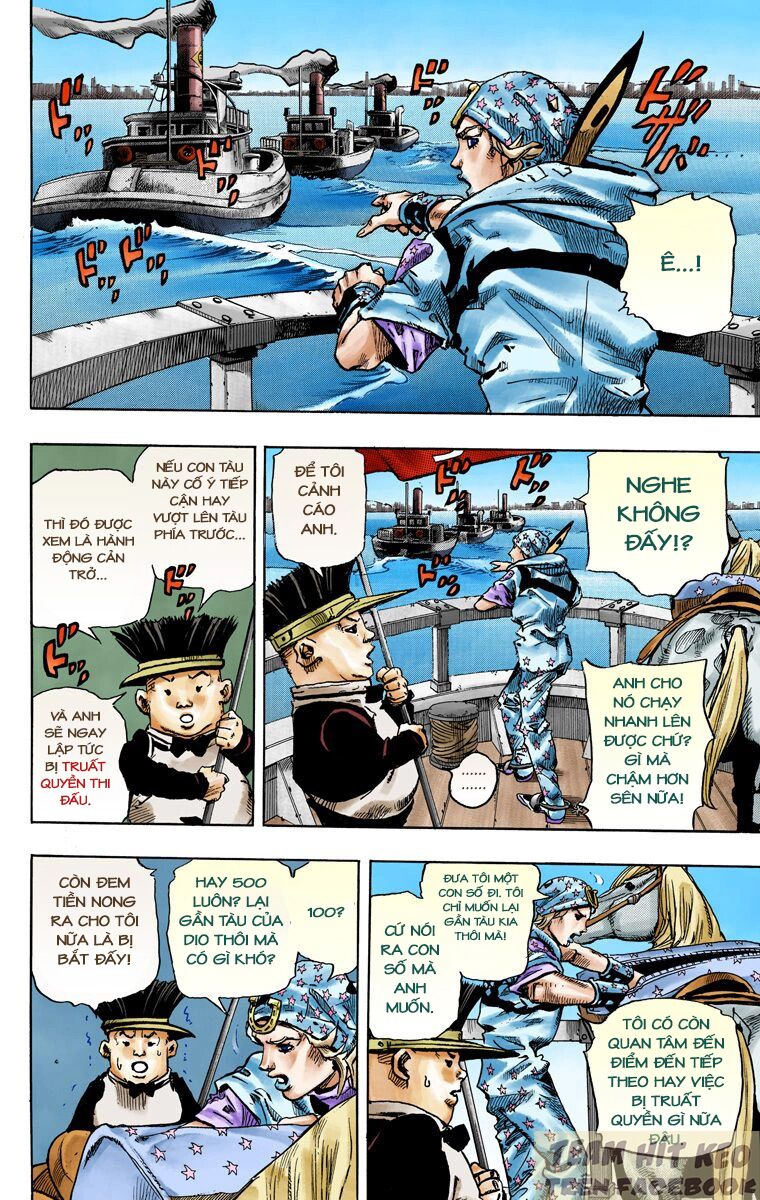 Ê...!
NGHE
KHÔNG
ĐẤY!?
ANH CHO
NÓ CHẠY
NHANH LÊN
ĐƯỢC CHỨ?
GÌ MÀ
CHẬM HƠN
SÊN NỮA!
......
......
ĐỂ TÔI
CẢNH
CÁO
ANH.
NẾU CON TÀU
NÀY CỐ Ý TIẾP
CẬN HAY
VƯỢT LÊN TÀU
PHÍA TRƯỚC...
THÌ ĐÓ ĐƯỢC
XEM LÀ HÀNH
ĐỘNG CẢN
TRỞ...
VÀ ANH
SẼ NGAY
LẬP TỨC
BỊ TRUẤT
QUYỀN THI
ĐẤU.
ĐƯA TÔI MỘT
CON SỐ ĐI. TÔI
CHỈ MUỐN LẠI
GẦN TÀU KIA
THÔI MÀ!
CỨ NÓI
RA CON
SỐ MÀ
ANH
MUỐN.
TÔI CÓ CÒN
QUAN TÂM ĐẾN
ĐIỂM ĐẾN TIẾP
THEO HAY VIỆC
BỊ TRUẤT
QUYỀN GÌ NỮA
ĐÂU.
100?
HAY 500
LUÔN? LẠI
GẦN TÀU CỦA
DIO THÔI MÀ
CÓ GÌ KHÓ?
CÒN ĐEM
TIỀN NONG
RA CHO TÔI
NỮA LÀ BỊ
BẮT ĐẤY!
TEAM HÍT KEO
TEEN FACEBOOK